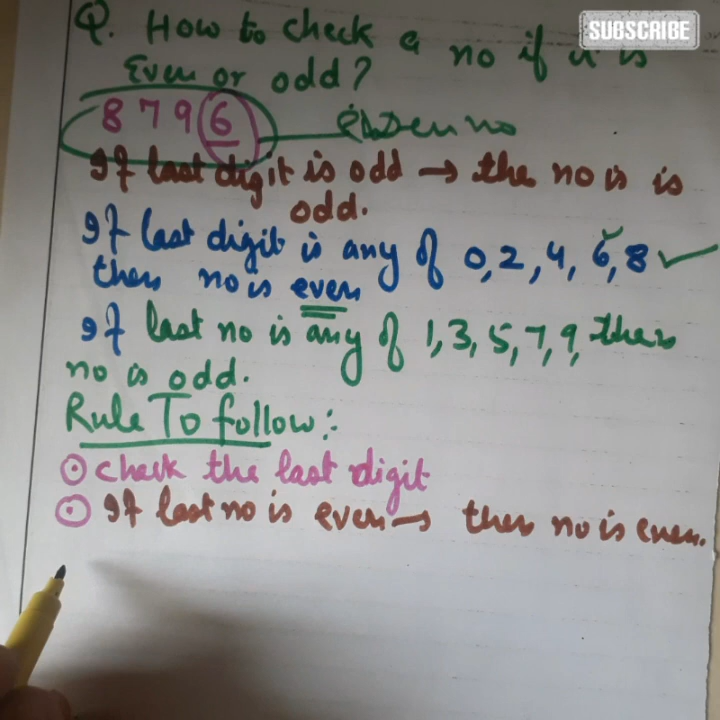 SUBSCRIBE
Q. How to check a no if it is
Even or odd?
8796 Even no
If last digit is odd → the no is is
odd.
If last digit is any of 0,2,4,6,8 ✓
then no is even
If last no is any of 1,3,5,7,9, then
no is odd.
Rule To follow:
⊙ check the last digit
⊙ If last no is even → then no is even.